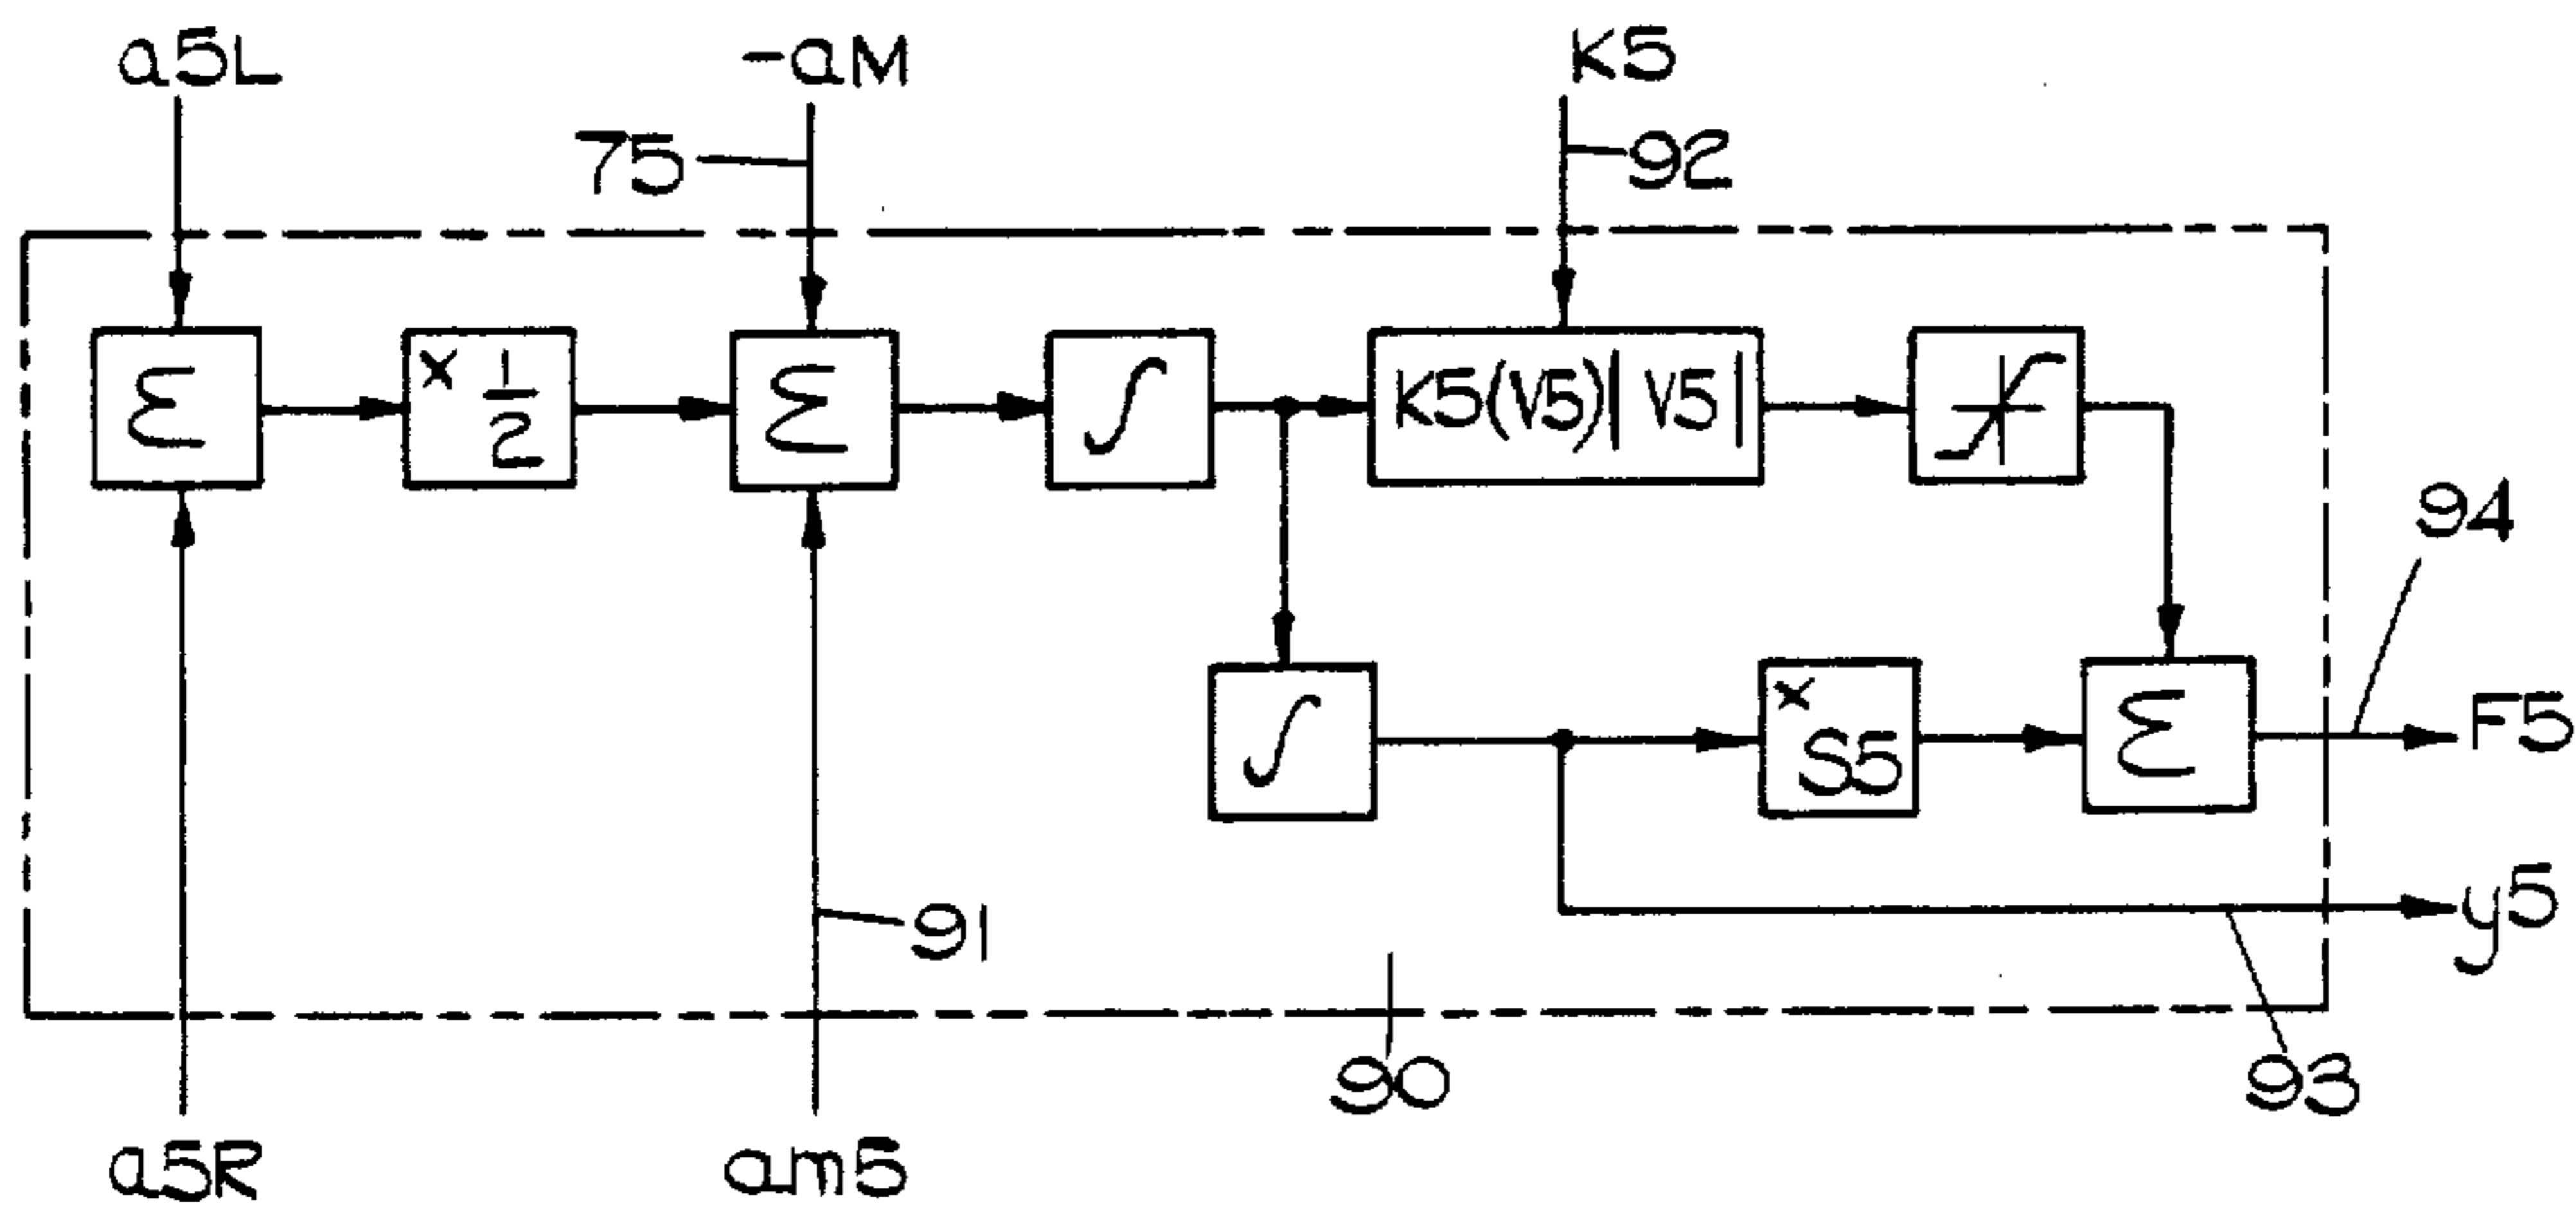 a5L
-aM
K5
75
92
Σ
× 1/2
Σ
∫
K5(V5)| V5 |
94
∫
× S5
Σ
F5
y5
91
90
93
a5R
am5